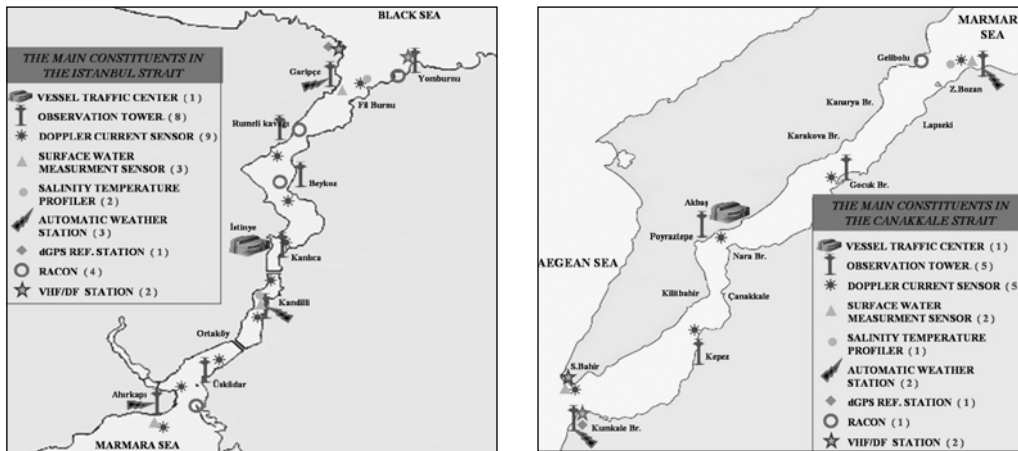 BLACK SEA
THE MAIN CONSTITUENTS IN
THE ISTANBUL STRAIT
VESSEL TRAFFIC CENTER ( 1 )
OBSERVATION TOWER. ( 8 )
DOPPLER CURRENT SENSOR ( 9 )
SURFACE WATER
MEASURMENT SENSOR ( 3 )
SALINITY TEMPERATURE
PROFILER ( 2 )
AUTOMATIC WEATHER
STATION ( 3 )
dGPS REF. STATION ( 1 )
RACON ( 4 )
VHF/DF STATION ( 2 )
Garipçe
Yomburnu
Fil Burnu
Rumeli kavağı
Beykoz
İstinye
Kanlıca
Kandilli
Ortaköy
Üsküdar
Ahırkapı
MARMARA SEA
MARMAR
SEA
Gelibolu
Z.Bozan
Kanarya Br.
Lapseki
Karakova Br.
Gocuk Br.
Akbaş
Poyraztepe
Nara Br.
AEGEAN SEA
Kilitbahir
Çanakkale
Kepez
S.Bahir
Kumkale Br.
THE MAIN CONSTITUENTS IN
THE CANAKKALE STRAIT
VESSEL TRAFFIC CENTER ( 1 )
OBSERVATION TOWER. ( 5 )
DOPPLER CURRENT SENSOR ( 5
SURFACE WATER
MEASURMENT SENSOR ( 2 )
SALINITY TEMPERATURE
PROFILER ( 1 )
AUTOMATIC WEATHER
STATION ( 2 )
dGPS REF. STATION ( 1 )
RACON ( 1 )
VHF/DF STATION ( 2 )